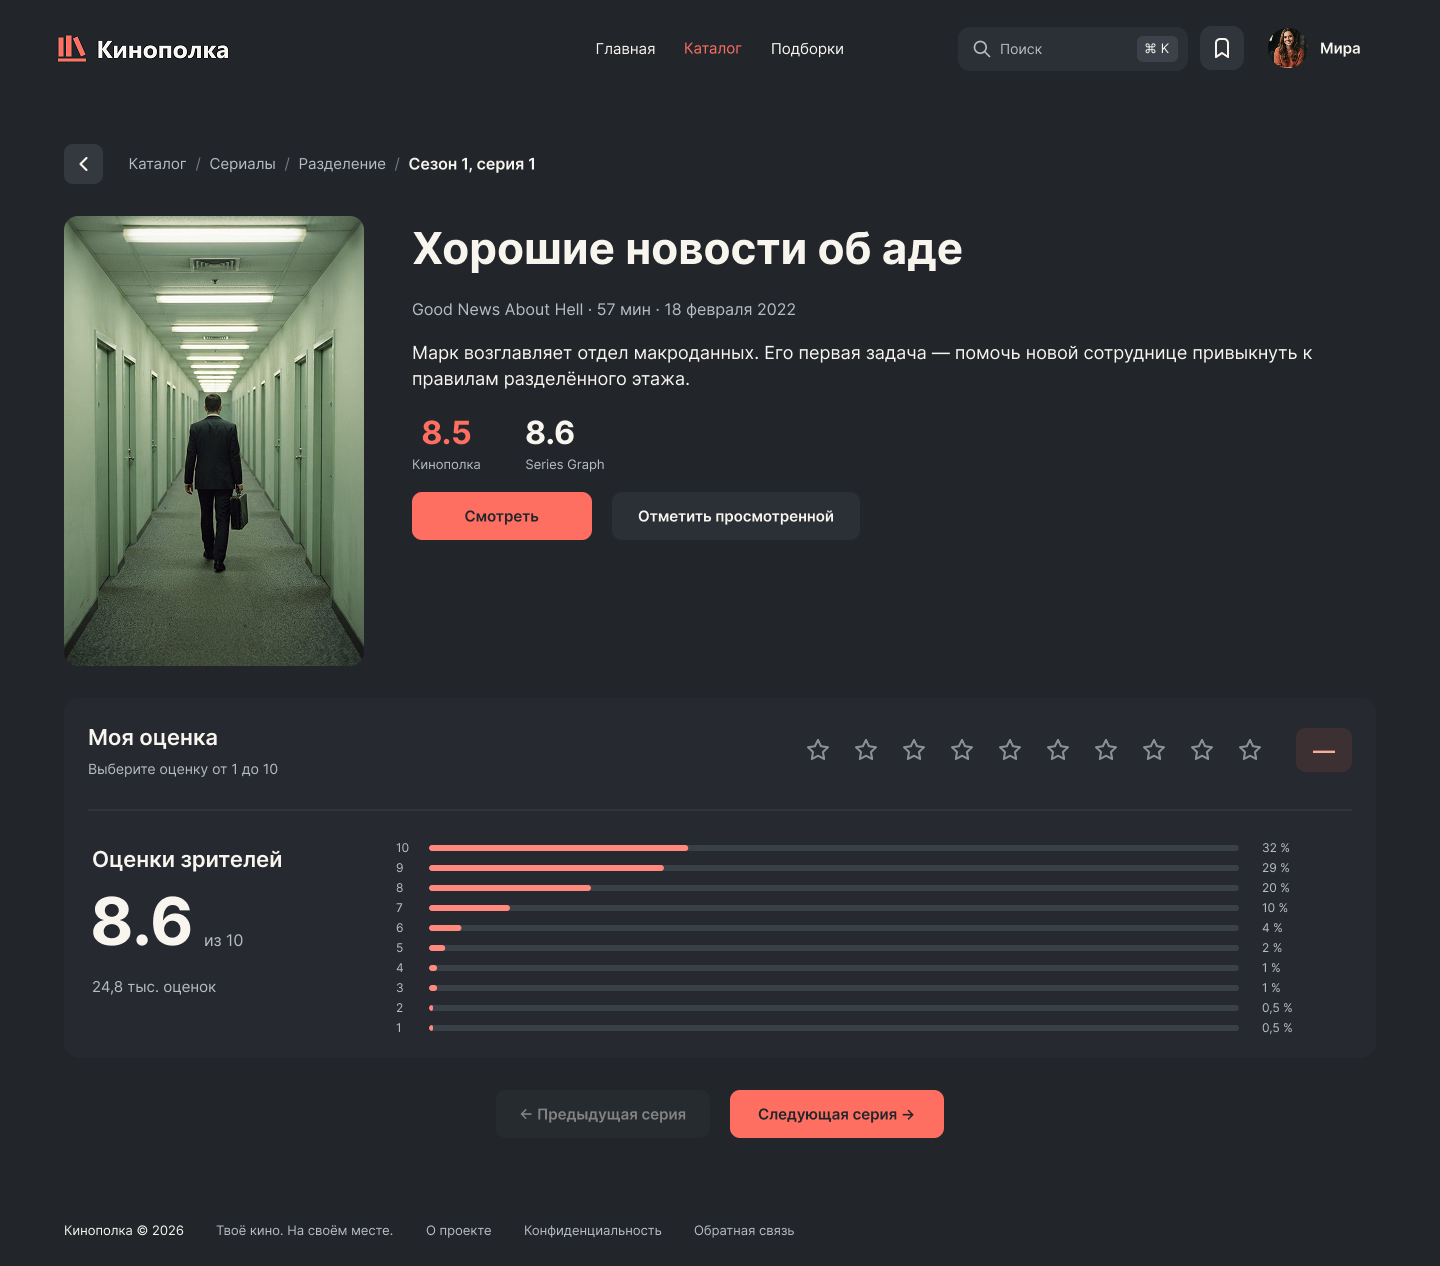 Кинополка
Главная Каталог Подборки
Поиск ⌘ K
Мира
Каталог / Сериалы / Разделение / Сезон 1, серия 1
Хорошие новости об аде
Good News About Hell · 57 мин · 18 февраля 2022
Марк возглавляет отдел макроданных. Его первая задача — помочь новой сотруднице привыкнуть к
правилам разделённого этажа.
8.5 8.6
Кинополка Series Graph
Смотреть Отметить просмотренной
Моя оценка
Выберите оценку от 1 до 10
—
Оценки зрителей
8.6 из 10
24,8 тыс. оценок
10 32 %
9 29 %
8 20 %
7 10 %
6 4 %
5 2 %
4 1 %
3 1 %
2 0,5 %
1 0,5 %
← Предыдущая серия Следующая серия →
Кинополка © 2026 Твоё кино. На своём месте. О проекте Конфиденциальность Обратная связь